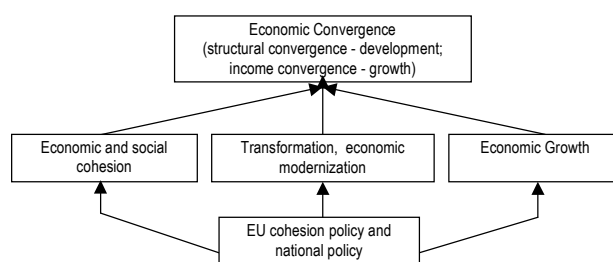 Economic Convergence
(structural convergence - development;
income convergence - growth)
Economic and social
cohesion
Transformation, economic
modernization
Economic Growth
EU cohesion policy and
national policy